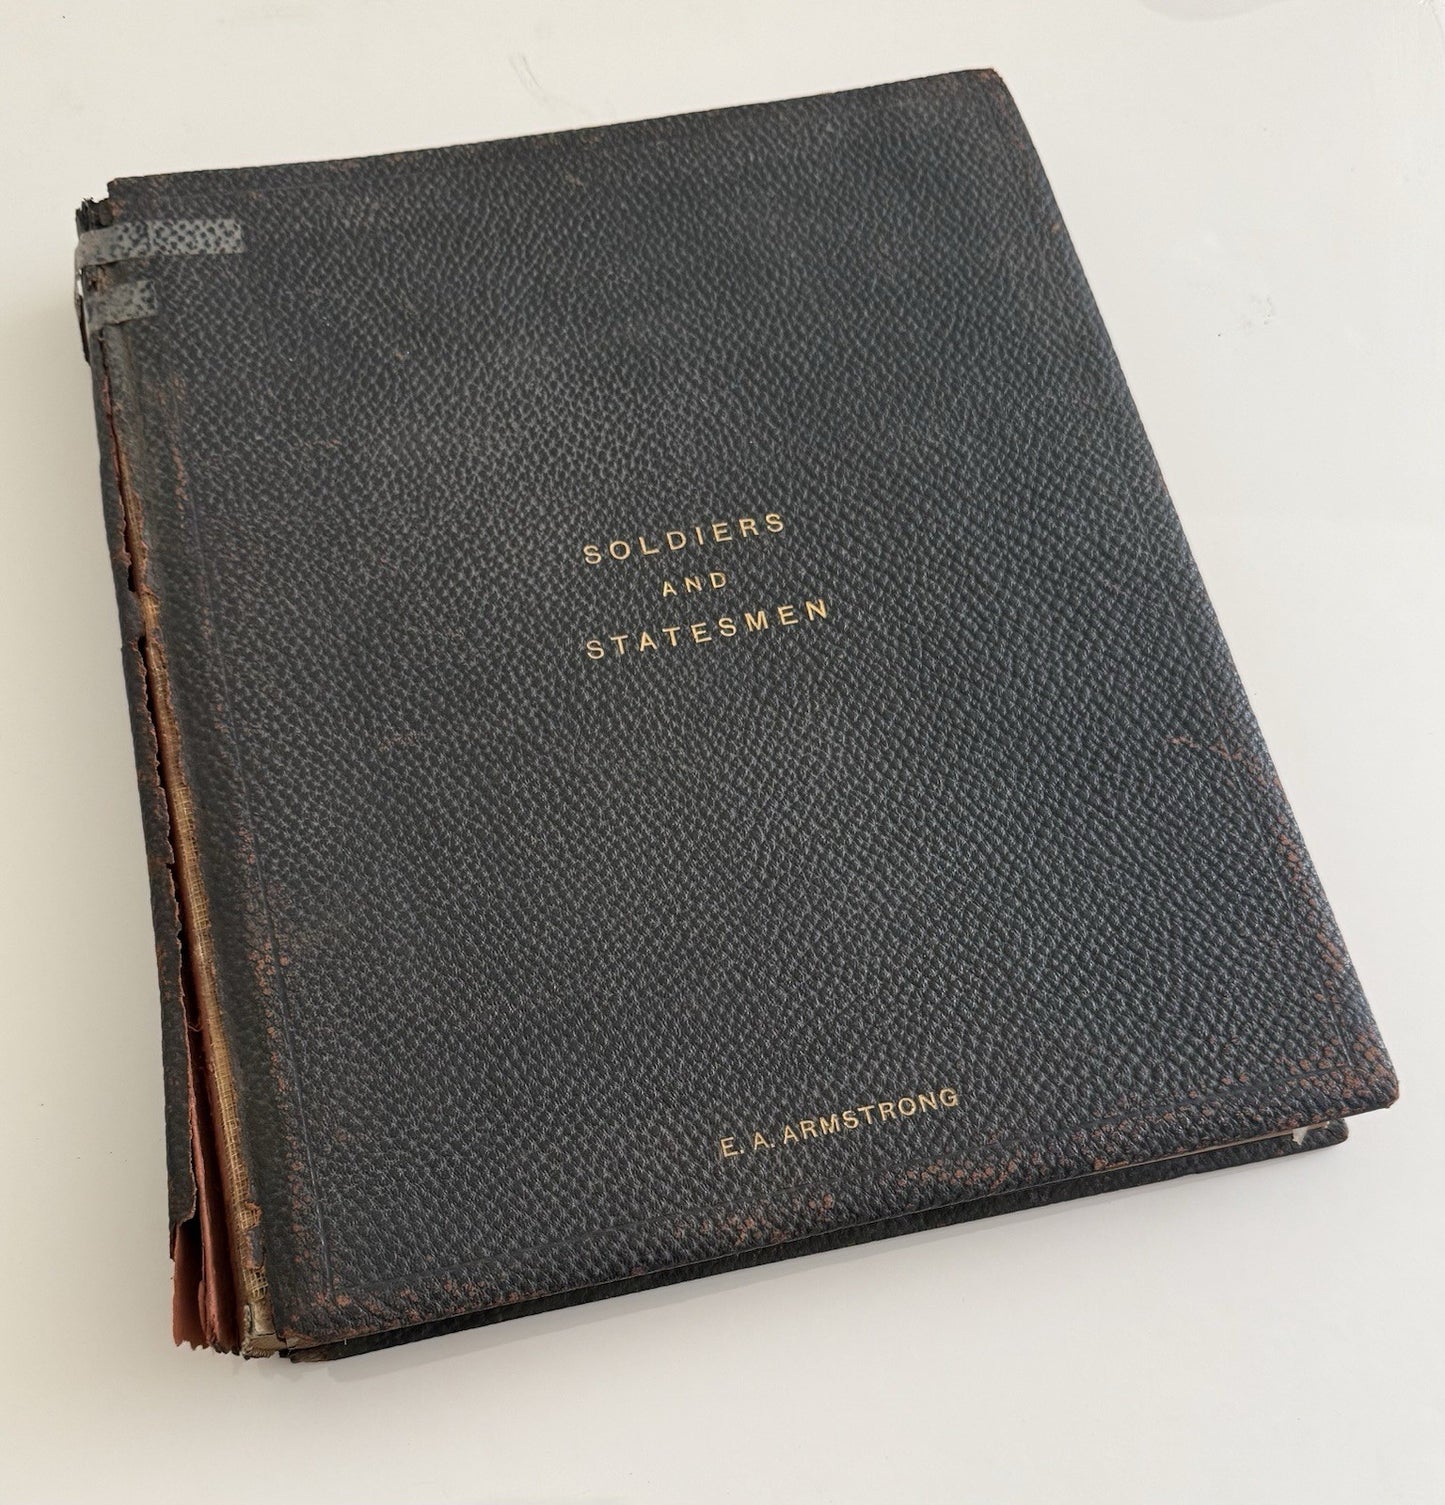 SOLDIERS
AND
STATESMEN
E. A. ARMSTRONG